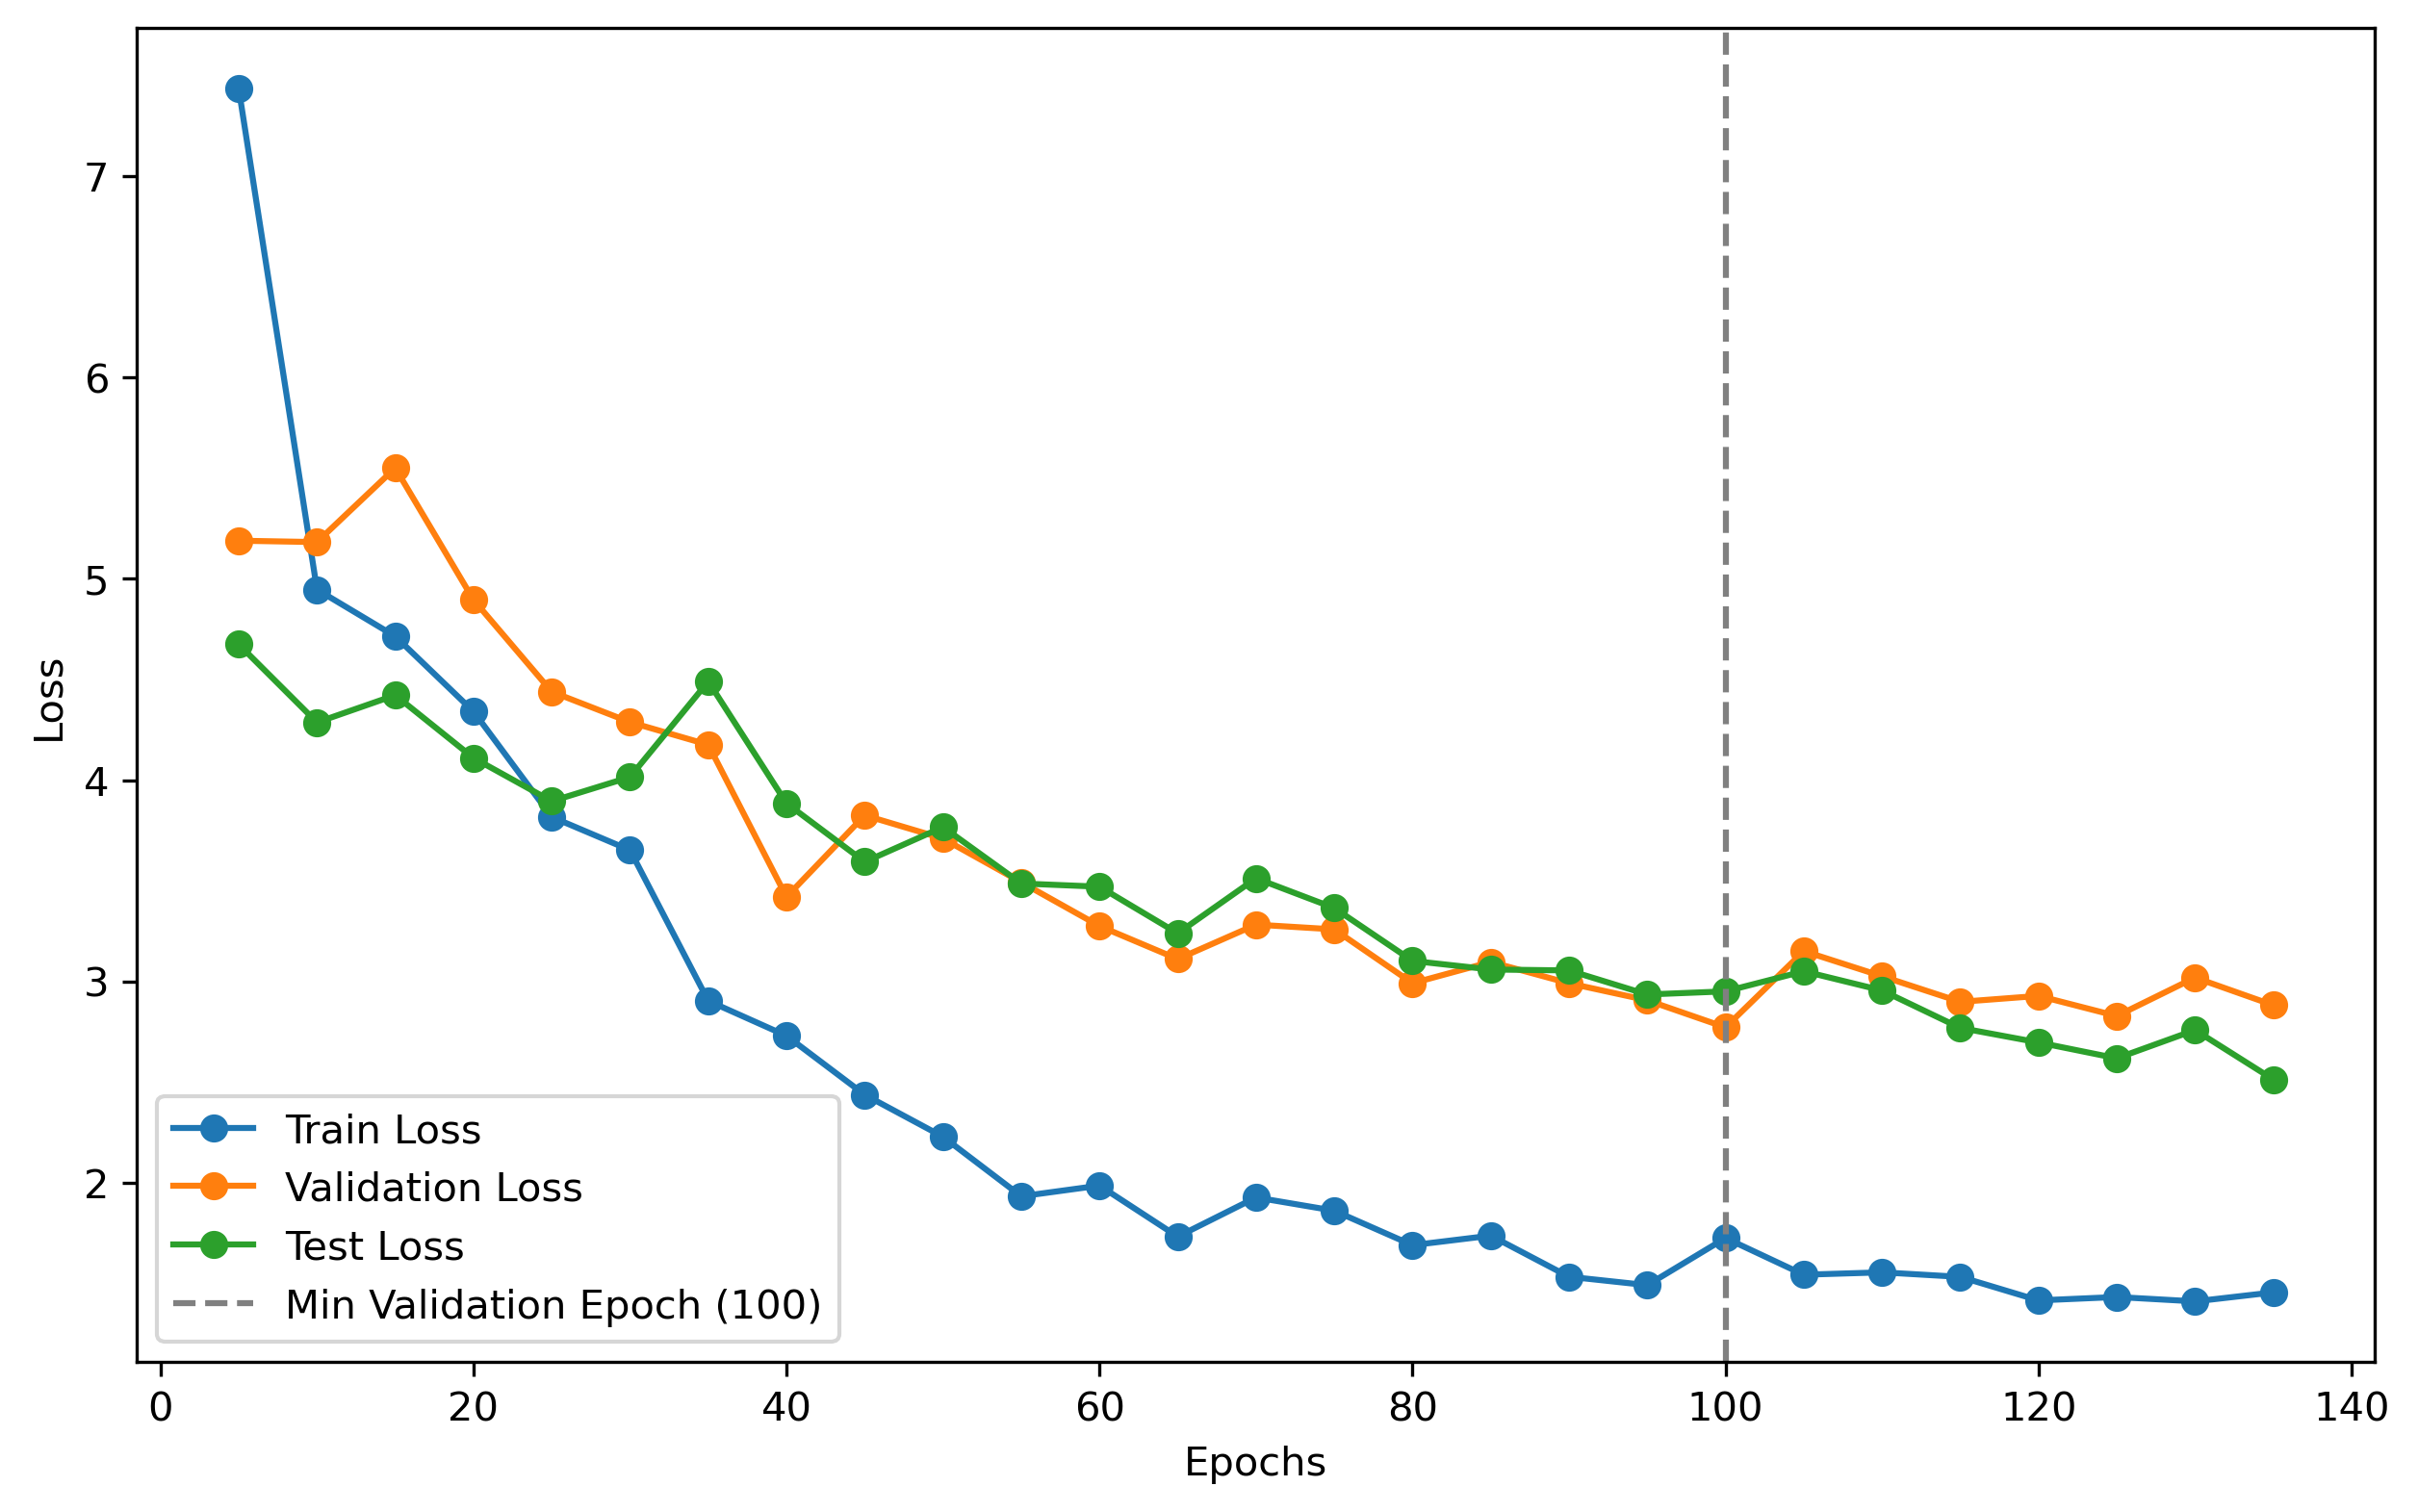 7
6
5
4
3
2
Loss
Train Loss
Validation Loss
Test Loss
Min Validation Epoch (100)
0 20 40 60 80 100 120 140
Epochs